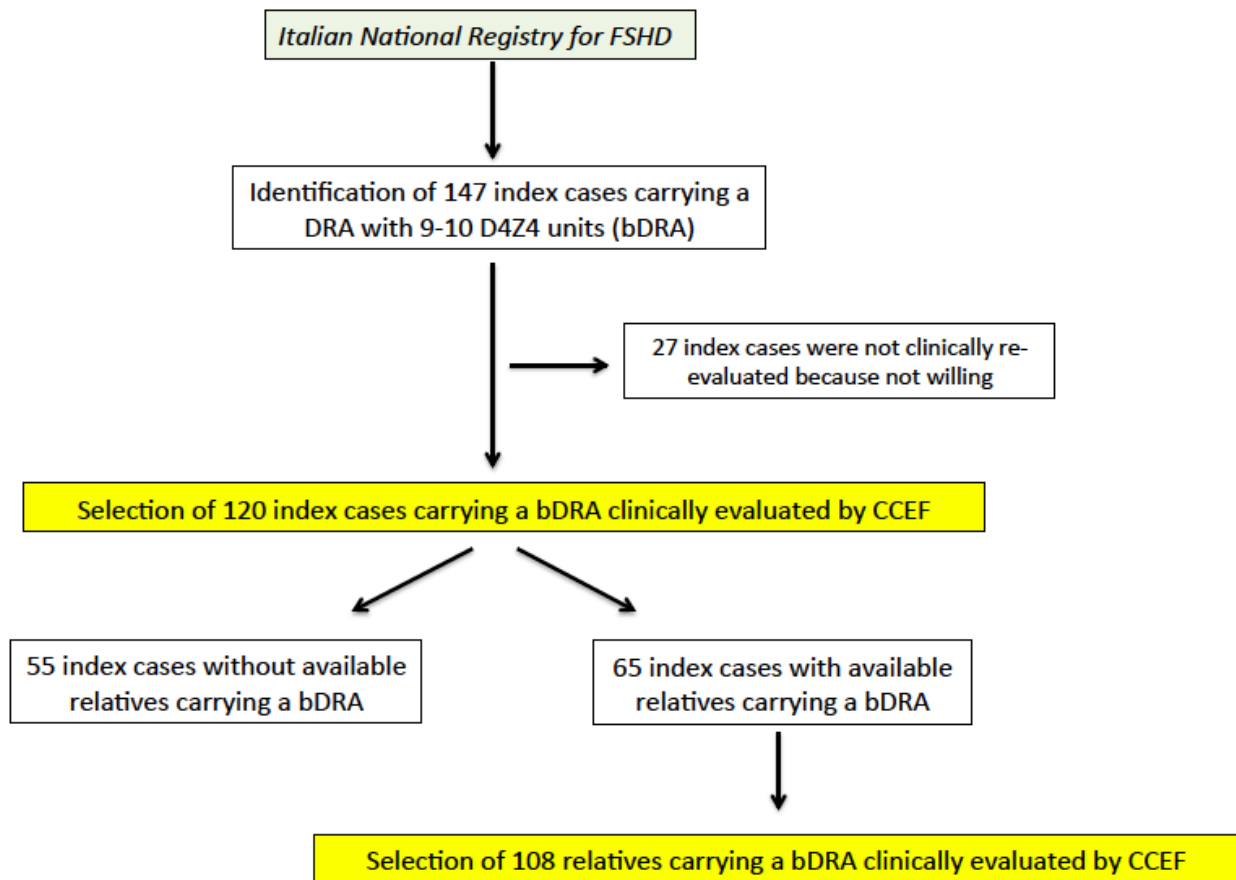 Italian National Registry for FSHD
Identification of 147 index cases carrying a
DRA with 9-10 D4Z4 units (bDRA)
27 index cases were not clinically re-
evaluated because not willing
Selection of 120 index cases carrying a bDRA clinically evaluated by CCEF
55 index cases without available
relatives carrying a bDRA
65 index cases with available
relatives carrying a bDRA
Selection of 108 relatives carrying a bDRA clinically evaluated by CCEF